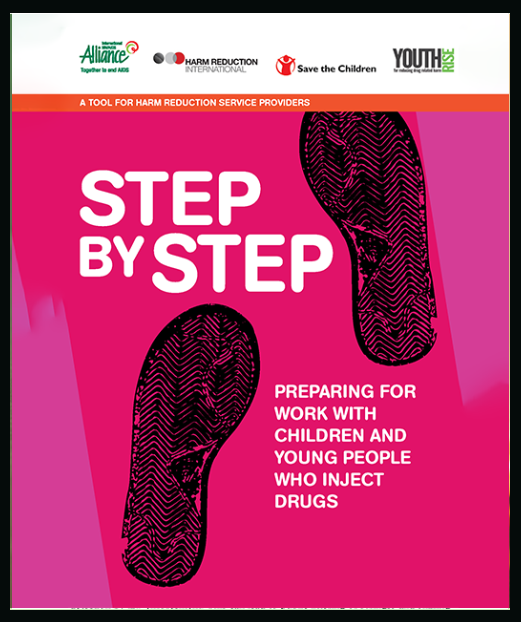 International
HIV/AIDS
Alliance
Together to end AIDS
HARM REDUCTION
INTERNATIONAL
Save the Children
YOUTH RISE
for reducing drug related harm
A TOOL FOR HARM REDUCTION SERVICE PROVIDERS
STEP
BY STEP
PREPARING FOR
WORK WITH
CHILDREN AND
YOUNG PEOPLE
WHO INJECT
DRUGS